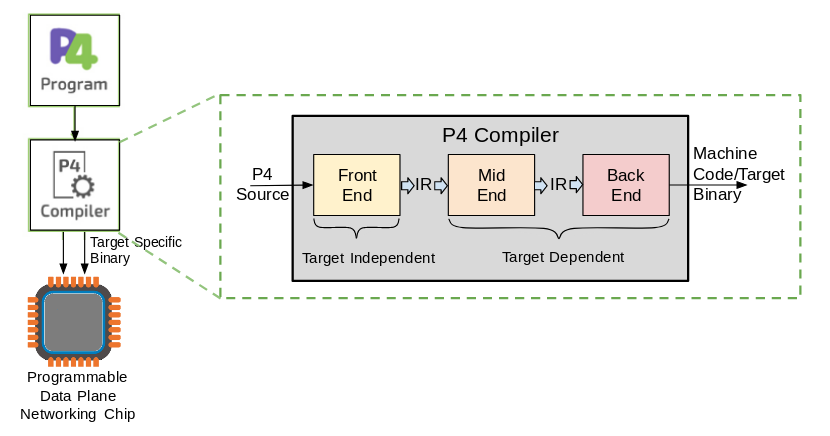 P4
Program
P4
Compiler
Target Specific
Binary
Programmable
Data Plane
Networking Chip
P4 Compiler
P4
Source
Front
End
IR
Mid
End
IR
Back
End
Machine
Code/Target
Binary
Target Independent
Target Dependent